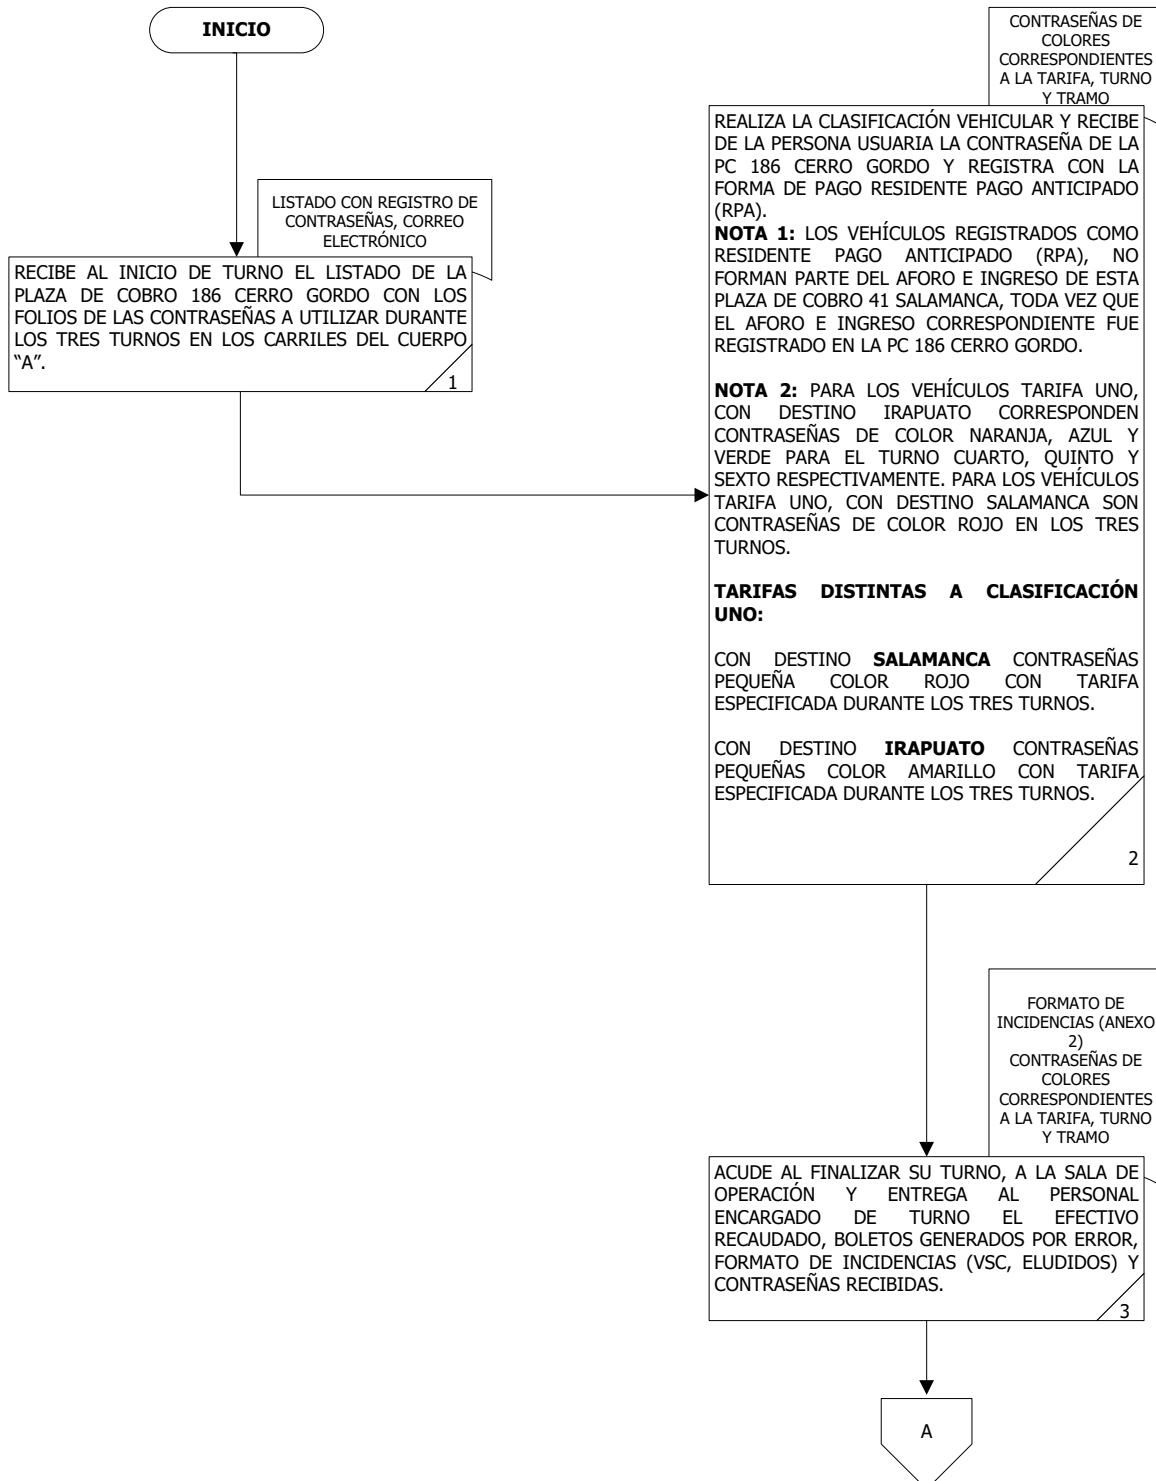 INICIO
LISTADO CON REGISTRO DE
CONTRASEÑAS, CORREO
ELECTRÓNICO
RECIBE AL INICIO DE TURNO EL LISTADO DE LA
PLAZA DE COBRO 186 CERRO GORDO CON LOS
FOLIOS DE LAS CONTRASEÑAS A UTILIZAR DURANTE
LOS TRES TURNOS EN LOS CARRILES DEL CUERPO
“A”.
1
CONTRASEÑAS DE
COLORES
CORRESPONDIENTES
A LA TARIFA, TURNO
Y TRAMO
REALIZA LA CLASIFICACIÓN VEHICULAR Y RECIBE
DE LA PERSONA USUARIA LA CONTRASEÑA DE LA
PC 186 CERRO GORDO Y REGISTRA CON LA
FORMA DE PAGO RESIDENTE PAGO ANTICIPADO
(RPA).
NOTA 1: LOS VEHÍCULOS REGISTRADOS COMO
RESIDENTE PAGO ANTICIPADO (RPA), NO
FORMAN PARTE DEL AFORO E INGRESO DE ESTA
PLAZA DE COBRO 41 SALAMANCA, TODA VEZ QUE
EL AFORO E INGRESO CORRESPONDIENTE FUE
REGISTRADO EN LA PC 186 CERRO GORDO.
NOTA 2: PARA LOS VEHÍCULOS TARIFA UNO,
CON DESTINO IRAPUATO CORRESPONDEN
CONTRASEÑAS DE COLOR NARANJA, AZUL Y
VERDE PARA EL TURNO CUARTO, QUINTO Y
SEXTO RESPECTIVAMENTE. PARA LOS VEHÍCULOS
TARIFA UNO, CON DESTINO SALAMANCA SON
CONTRASEÑAS DE COLOR ROJO EN LOS TRES
TURNOS.
TARIFAS DISTINTAS A CLASIFICACIÓN
UNO:
CON DESTINO SALAMANCA CONTRASEÑAS
PEQUEÑA COLOR ROJO CON TARIFA
ESPECIFICADA DURANTE LOS TRES TURNOS.
CON DESTINO IRAPUATO CONTRASEÑAS
PEQUEÑAS COLOR AMARILLO CON TARIFA
ESPECIFICADA DURANTE LOS TRES TURNOS.
2
FORMATO DE
INCIDENCIAS (ANEXO
2)
CONTRASEÑAS DE
COLORES
CORRESPONDIENTES
A LA TARIFA, TURNO
Y TRAMO
ACUDE AL FINALIZAR SU TURNO, A LA SALA DE
OPERACIÓN Y ENTREGA AL PERSONAL
ENCARGADO DE TURNO EL EFECTIVO
RECAUDADO, BOLETOS GENERADOS POR ERROR,
FORMATO DE INCIDENCIAS (VSC, ELUDIDOS) Y
CONTRASEÑAS RECIBIDAS.
3
A